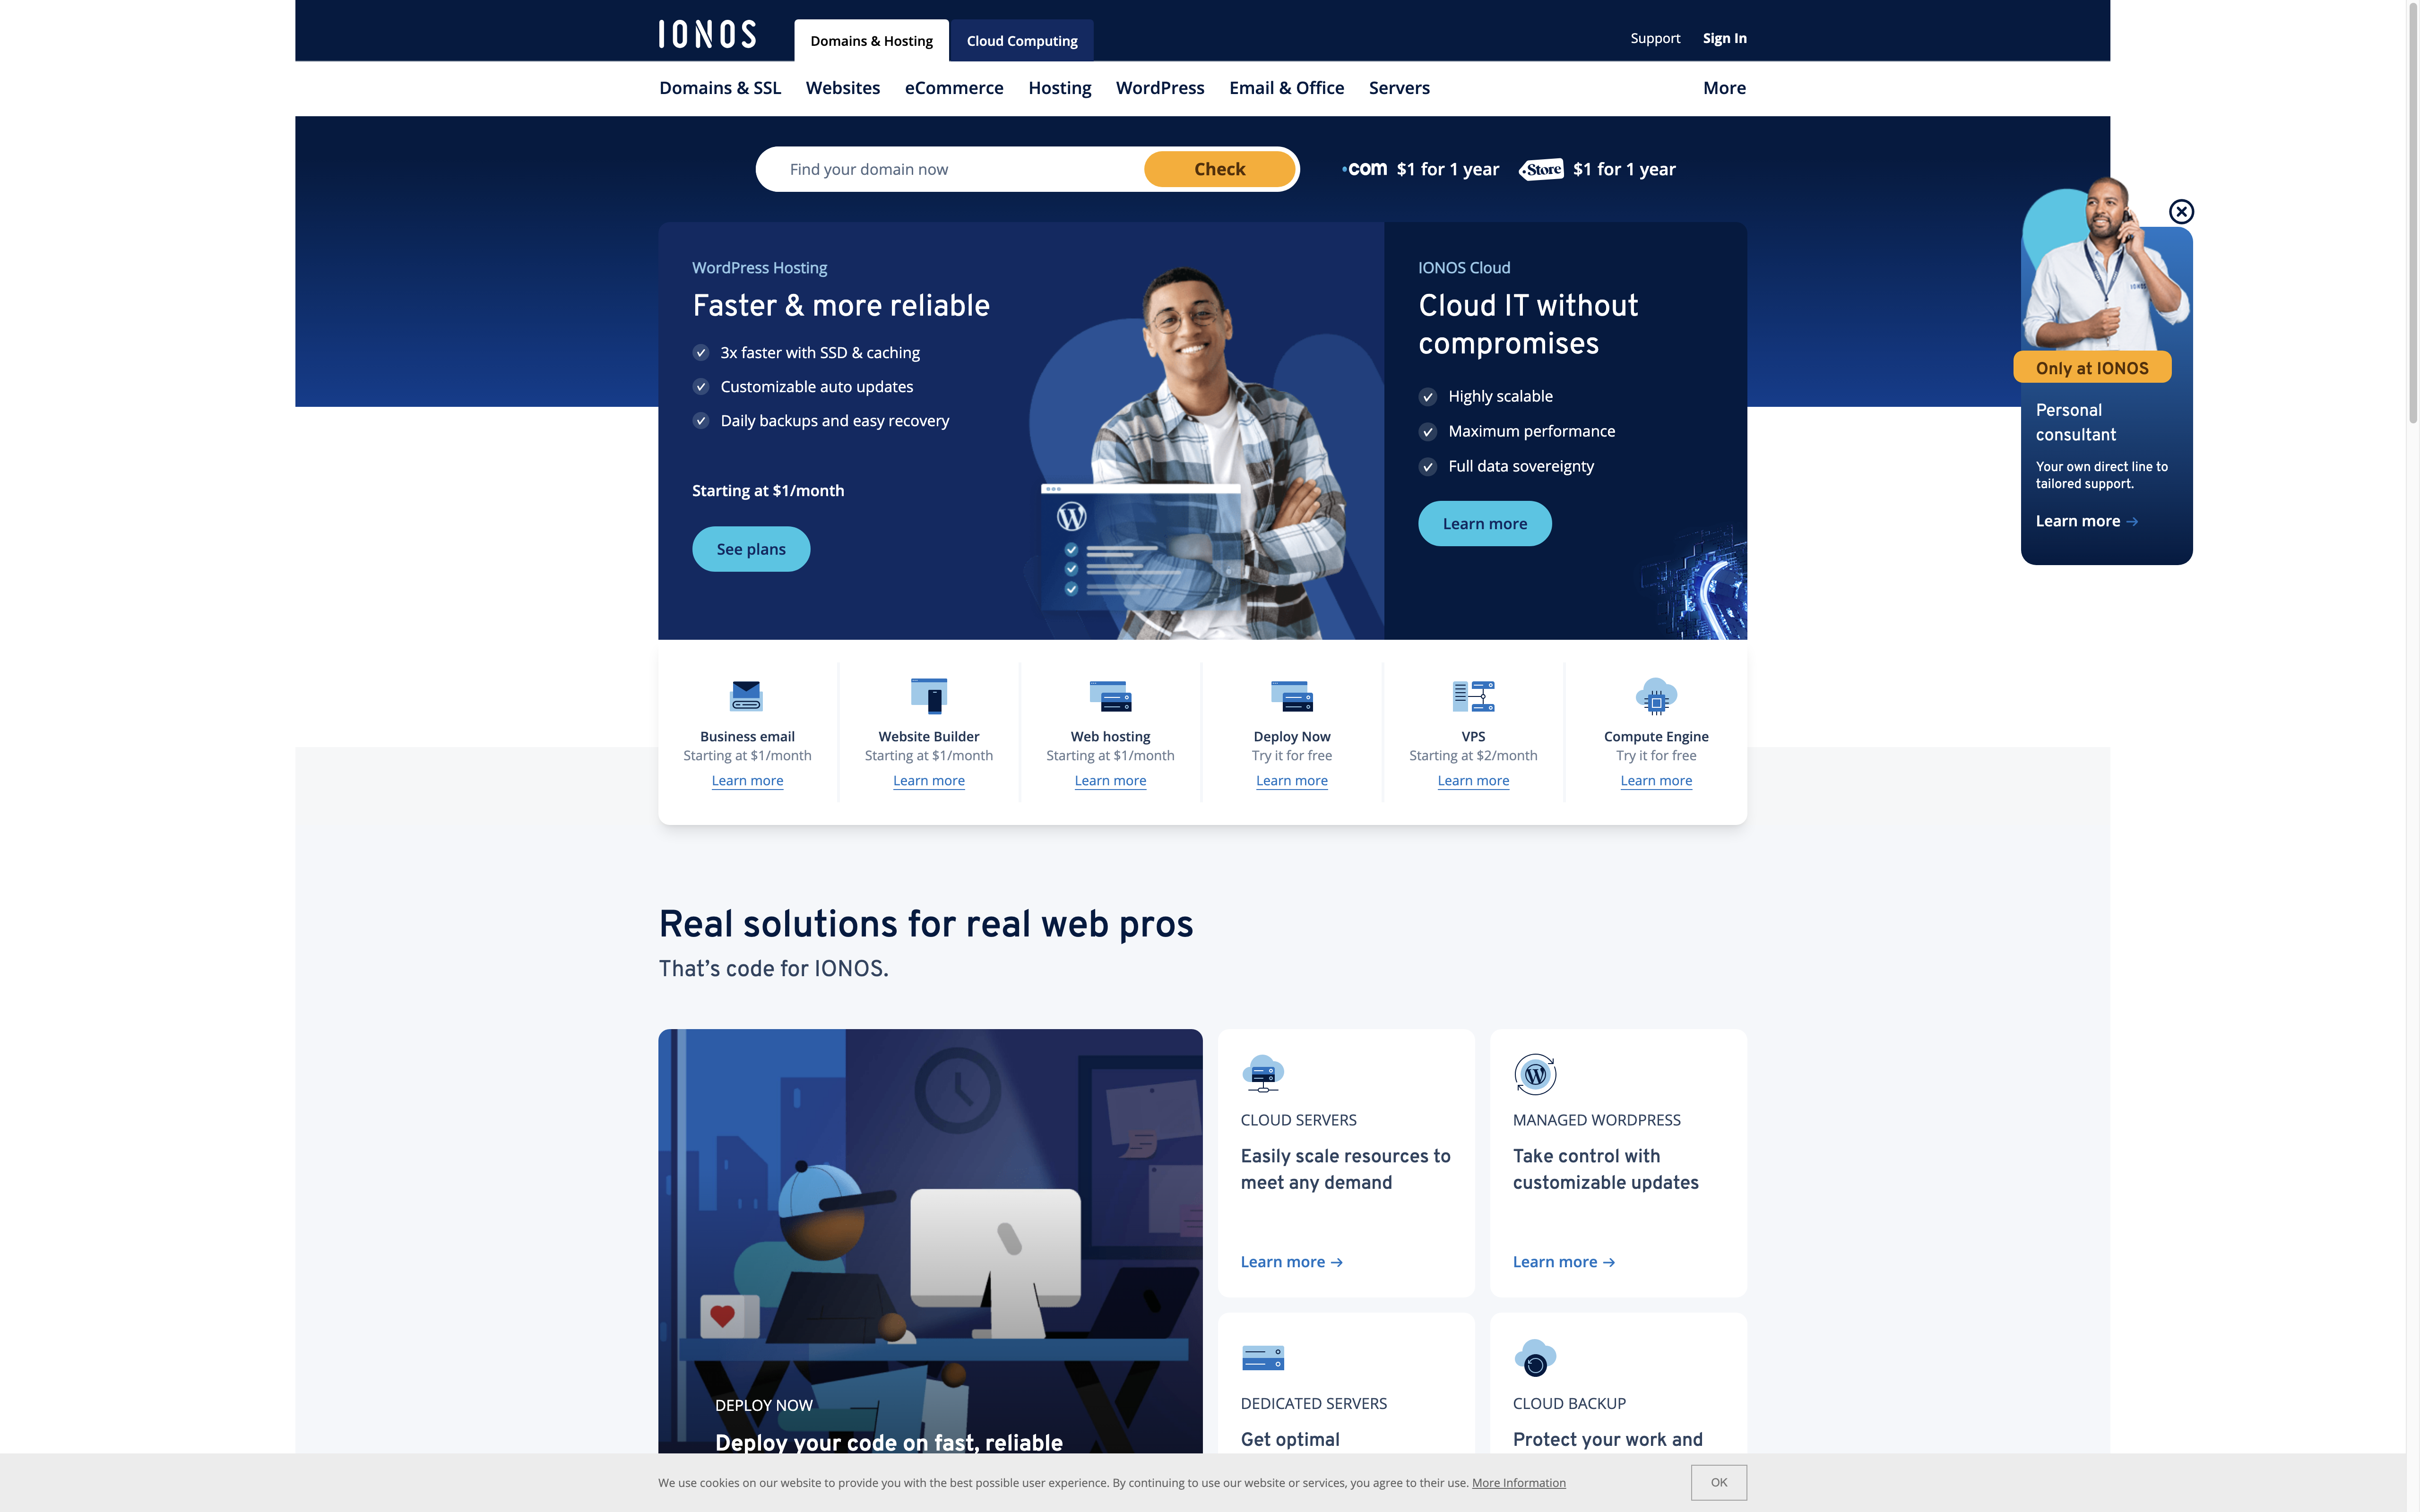 IONOS
Domains & Hosting
Cloud Computing
Support
Sign In
Domains & SSL
Websites
eCommerce
Hosting
WordPress
Email & Office
Servers
More
Find your domain now
Check
.com $1 for 1 year
.Store $1 for 1 year
WordPress Hosting
Faster & more reliable
3x faster with SSD & caching
Customizable auto updates
Daily backups and easy recovery
Starting at $1/month
See plans
IONOS Cloud
Cloud IT without
compromises
Highly scalable
Maximum performance
Full data sovereignty
Learn more
IONOS
Only at IONOS
Personal
consultant
Your own direct line to
tailored support.
Learn more →
Business email
Starting at $1/month
Learn more
Website Builder
Starting at $1/month
Learn more
Web hosting
Starting at $1/month
Learn more
Deploy Now
Try it for free
Learn more
VPS
Starting at $2/month
Learn more
Compute Engine
Try it for free
Learn more
Real solutions for real web pros
That's code for IONOS.
DEPLOY NOW
Deploy your code on fast, reliable
CLOUD SERVERS
Easily scale resources to
meet any demand
Learn more →
MANAGED WORDPRESS
Take control with
customizable updates
Learn more →
DEDICATED SERVERS
Get optimal
CLOUD BACKUP
Protect your work and
We use cookies on our website to provide you with the best possible user experience. By continuing to use our website or services, you agree to their use. More Information
OK